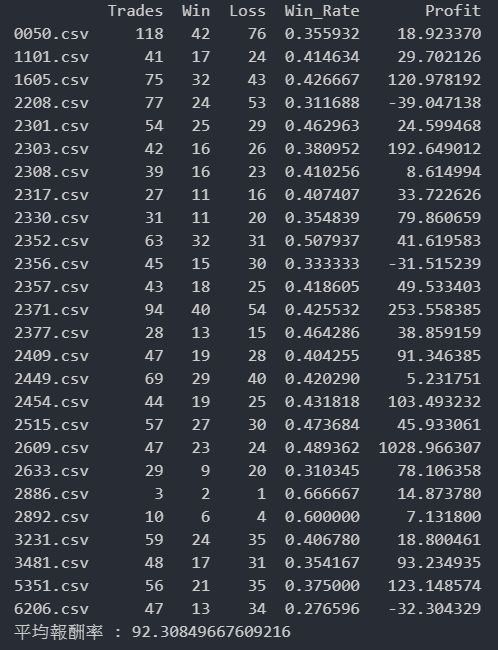 Trades Win Loss Win_Rate Profit
0050.csv 118 42 76 0.355932 18.923370
1101.csv 41 17 24 0.414634 29.702126
1605.csv 75 32 43 0.426667 120.978192
2208.csv 77 24 53 0.311688 -39.047138
2301.csv 54 25 29 0.462963 24.599468
2303.csv 42 16 26 0.380952 192.649012
2308.csv 39 16 23 0.410256 8.614994
2317.csv 27 11 16 0.407407 33.722626
2330.csv 31 11 20 0.354839 79.860659
2352.csv 63 32 31 0.507937 41.619583
2356.csv 45 15 30 0.333333 -31.515239
2357.csv 43 18 25 0.418605 49.533403
2371.csv 94 40 54 0.425532 253.558385
2377.csv 28 13 15 0.464286 38.859159
2409.csv 47 19 28 0.404255 91.346385
2449.csv 69 29 40 0.420290 5.231751
2454.csv 44 19 25 0.431818 103.493232
2515.csv 57 27 30 0.473684 45.933061
2609.csv 47 23 24 0.489362 1028.966307
2633.csv 29 9 20 0.310345 78.106358
2886.csv 3 2 1 0.666667 14.873780
2892.csv 10 6 4 0.600000 7.131800
3231.csv 59 24 35 0.406780 18.800461
3481.csv 48 17 31 0.354167 93.234935
5351.csv 56 21 35 0.375000 123.148574
6206.csv 47 13 34 0.276596 -32.304329
平均報酬率 : 92.30849667609216